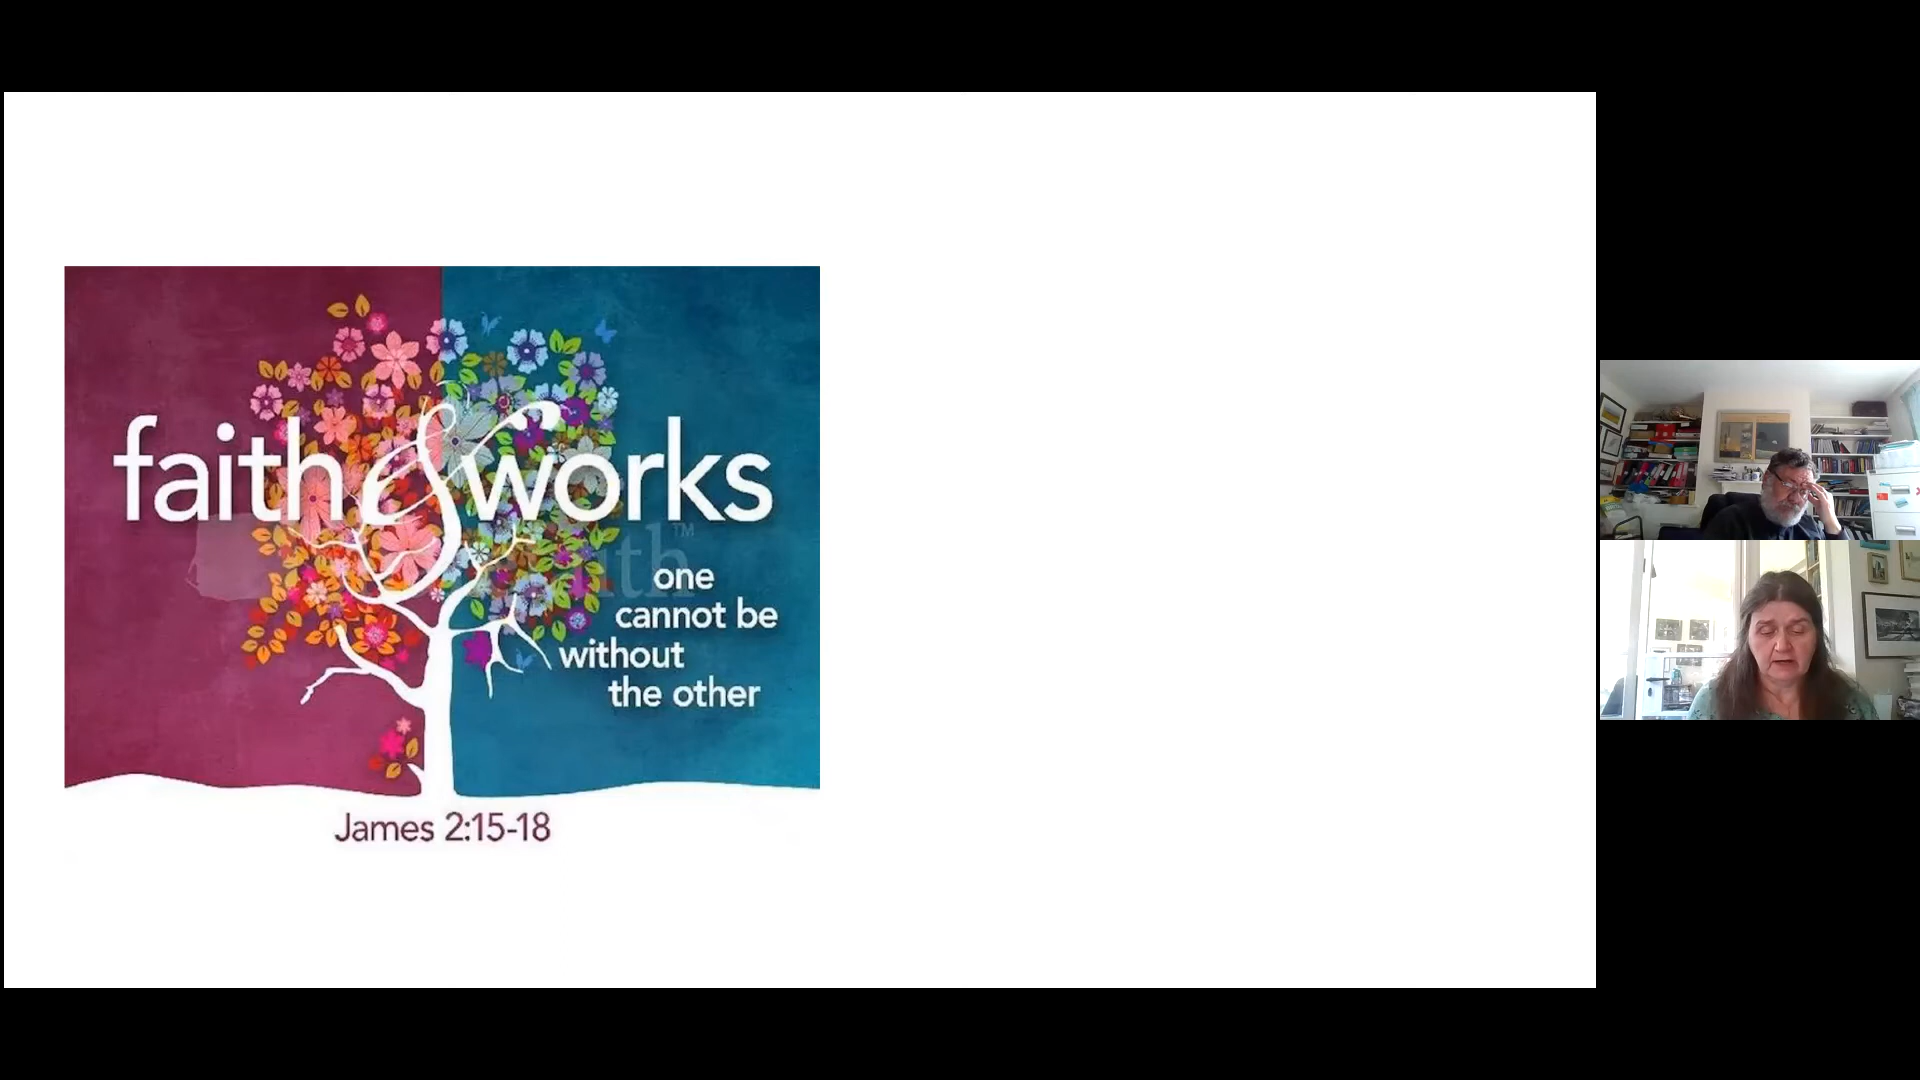 faith & works
one
cannot be
without
the other
James 2:15-18